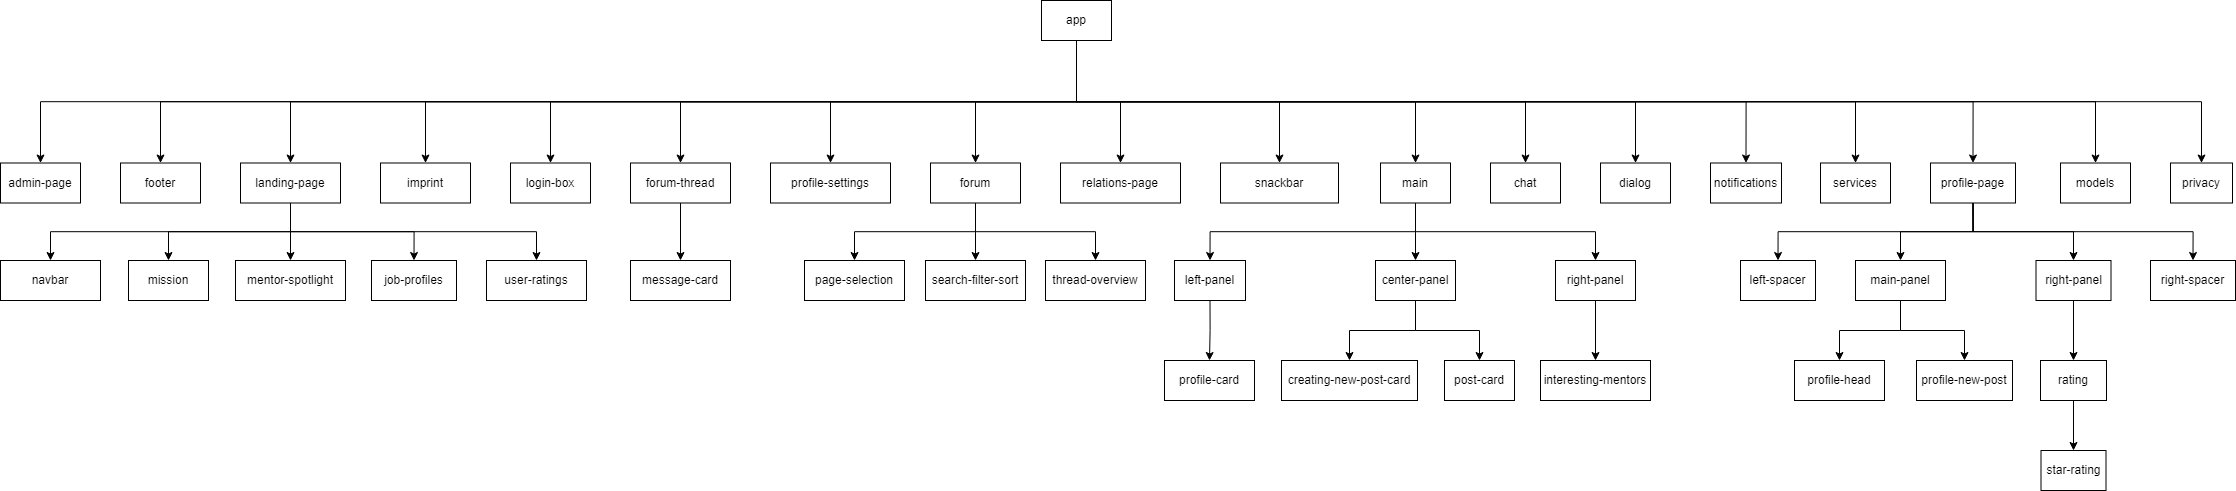 app
admin-page
footer
landing-page
imprint
login-box
forum-thread
profile-settings
forum
relations-page
snackbar
main
chat
dialog
notifications
services
profile-page
models
privacy
navbar
mission
mentor-spotlight
job-profiles
user-ratings
message-card
page-selection
search-filter-sort
thread-overview
left-panel
center-panel
right-panel
left-spacer
main-panel
right-panel
right-spacer
profile-card
creating-new-post-card
post-card
interesting-mentors
profile-head
profile-new-post
rating
star-rating